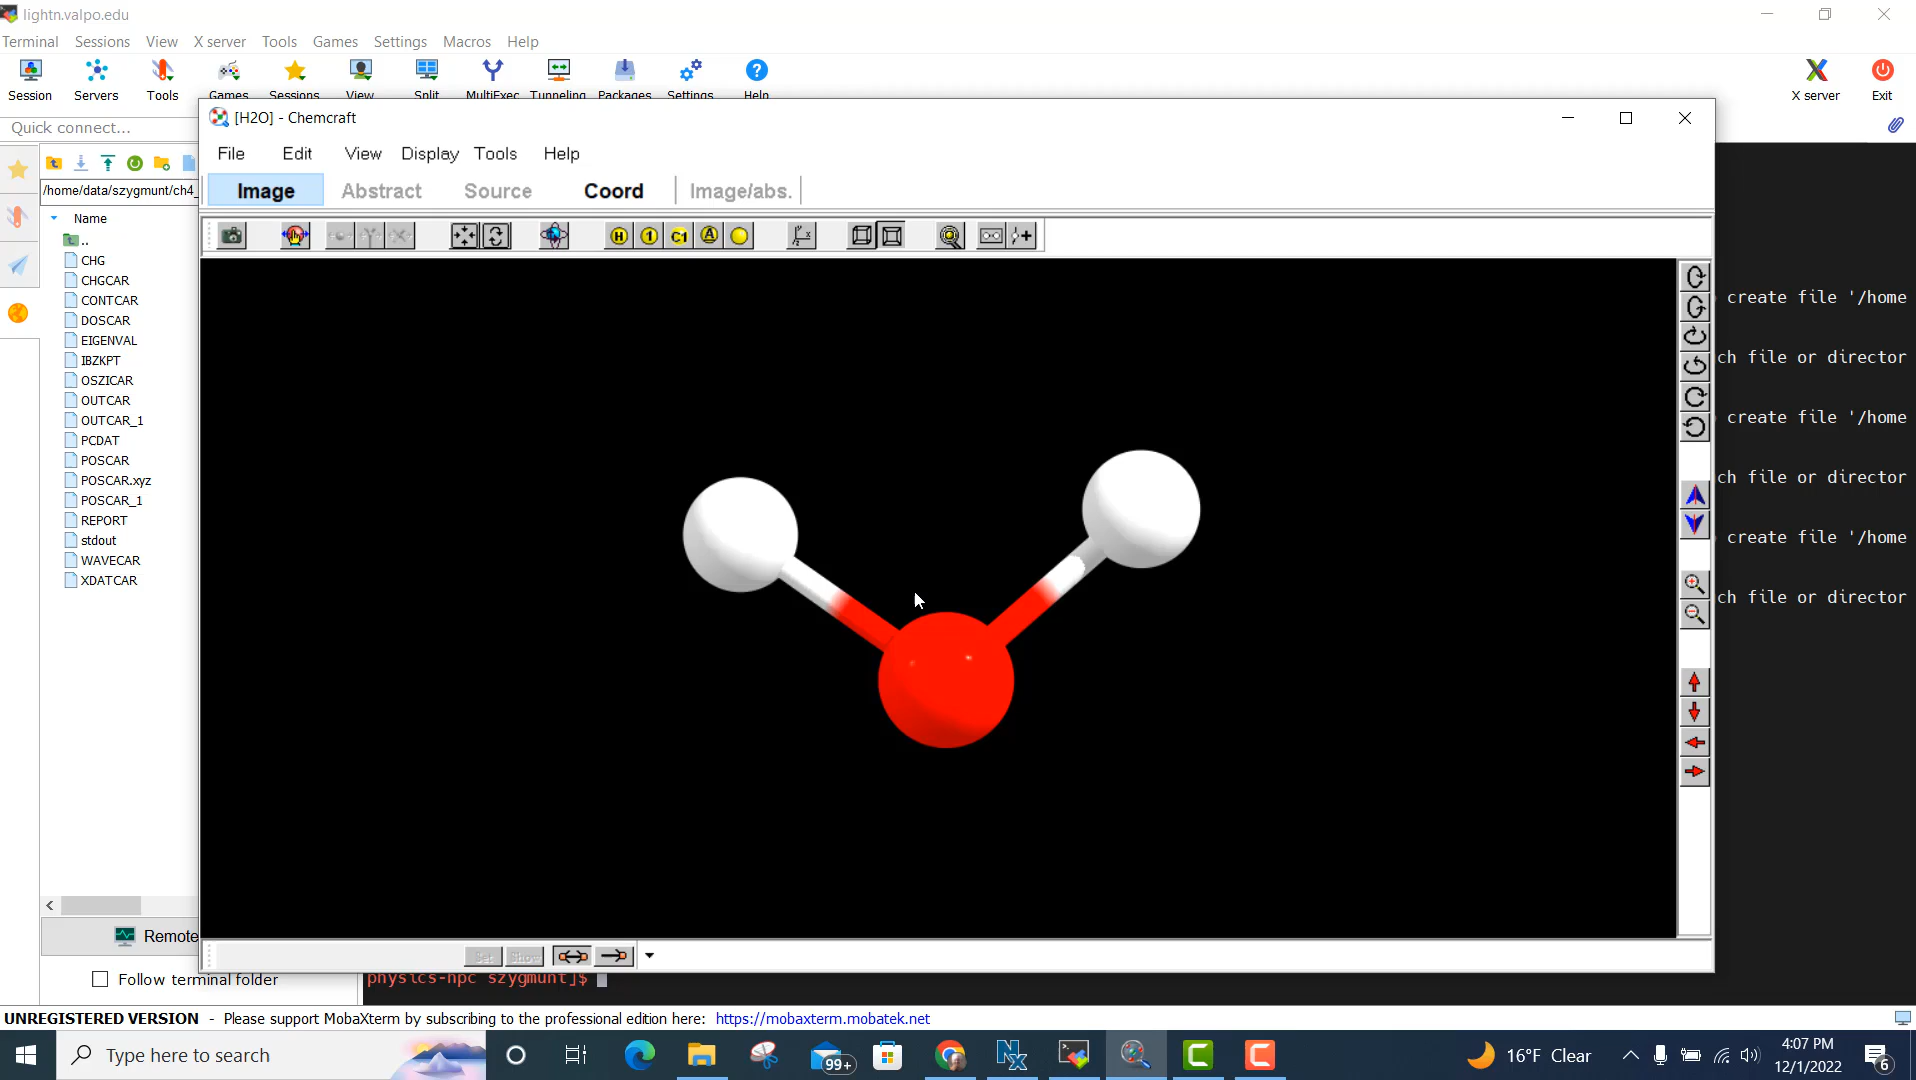 lightn.valpo.edu
Terminal Sessions View X server Tools Games Settings Macros Help
Session Servers Tools Games Sessions View Split MultiExec Tunneling Packages Settings Help X server Exit
Quick connect...
[H2O] - Chemcraft
File Edit View Display Tools Help
Image Abstract Source Coord Image/abs.
/home/data/szygmunt/ch4_
Name
..
CHG
CHGCAR
CONTCAR
DOSCAR
EIGENVAL
IBZKPT
OSZICAR
OUTCAR
OUTCAR_1
PCDAT
POSCAR
POSCAR.xyz
POSCAR_1
REPORT
stdout
WAVECAR
XDATCAR
H 1 C1 A
create file '/home
ch file or director
create file '/home
ch file or director
create file '/home
ch file or director
Set Show
Remote
Follow terminal folder
physics-hpc szygmunt]$
UNREGISTERED VERSION - Please support MobaXterm by subscribing to the professional edition here: https://mobaxterm.mobatek.net
Type here to search
99+
16°F Clear
4:07 PM
12/1/2022
6